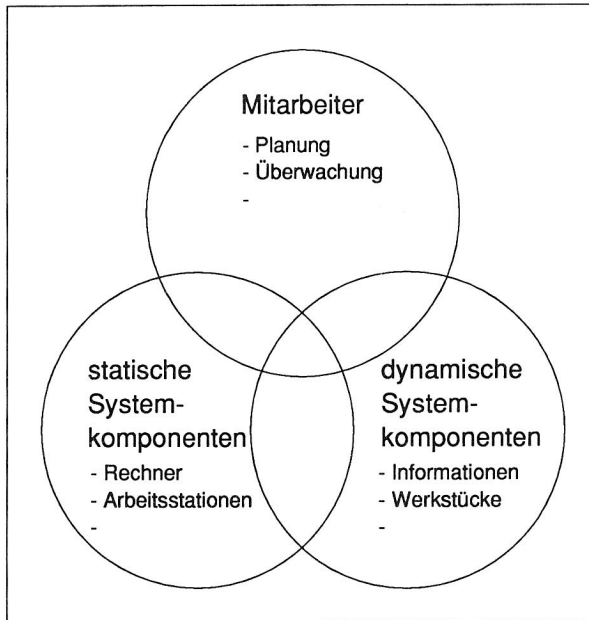 Mitarbeiter
- Planung
- Überwachung
-
statische
System-
komponenten
- Rechner
- Arbeitsstationen
-
dynamische
System-
komponenten
- Informationen
- Werkstücke
-